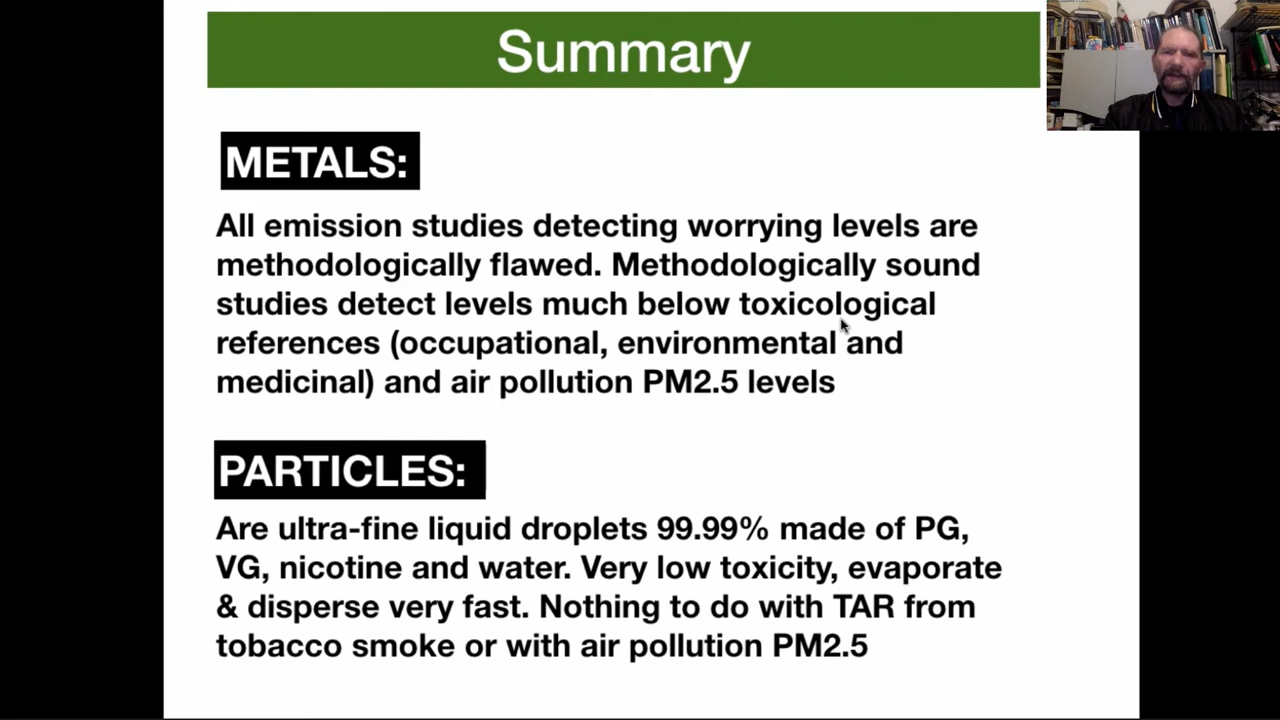 Summary
METALS:
All emission studies detecting worrying levels are
methodologically flawed. Methodologically sound
studies detect levels much below toxicological
references (occupational, environmental and
medicinal) and air pollution PM2.5 levels
PARTICLES:
Are ultra-fine liquid droplets 99.99% made of PG,
VG, nicotine and water. Very low toxicity, evaporate
& disperse very fast. Nothing to do with TAR from
tobacco smoke or with air pollution PM2.5